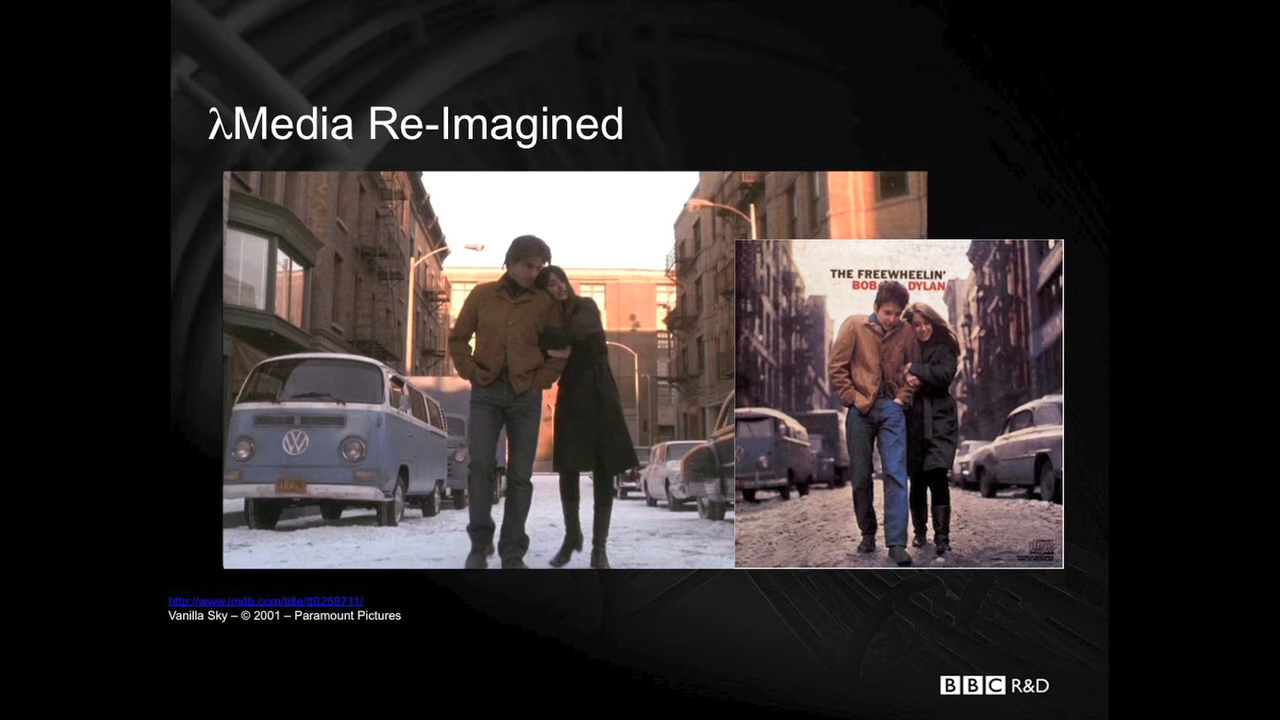 λMedia Re-Imagined
THE FREEWHEELIN'
BOB DYLAN
http://www.imdb.com/title/tt0259711/
Vanilla Sky – © 2001 – Paramount Pictures
BBC R&D